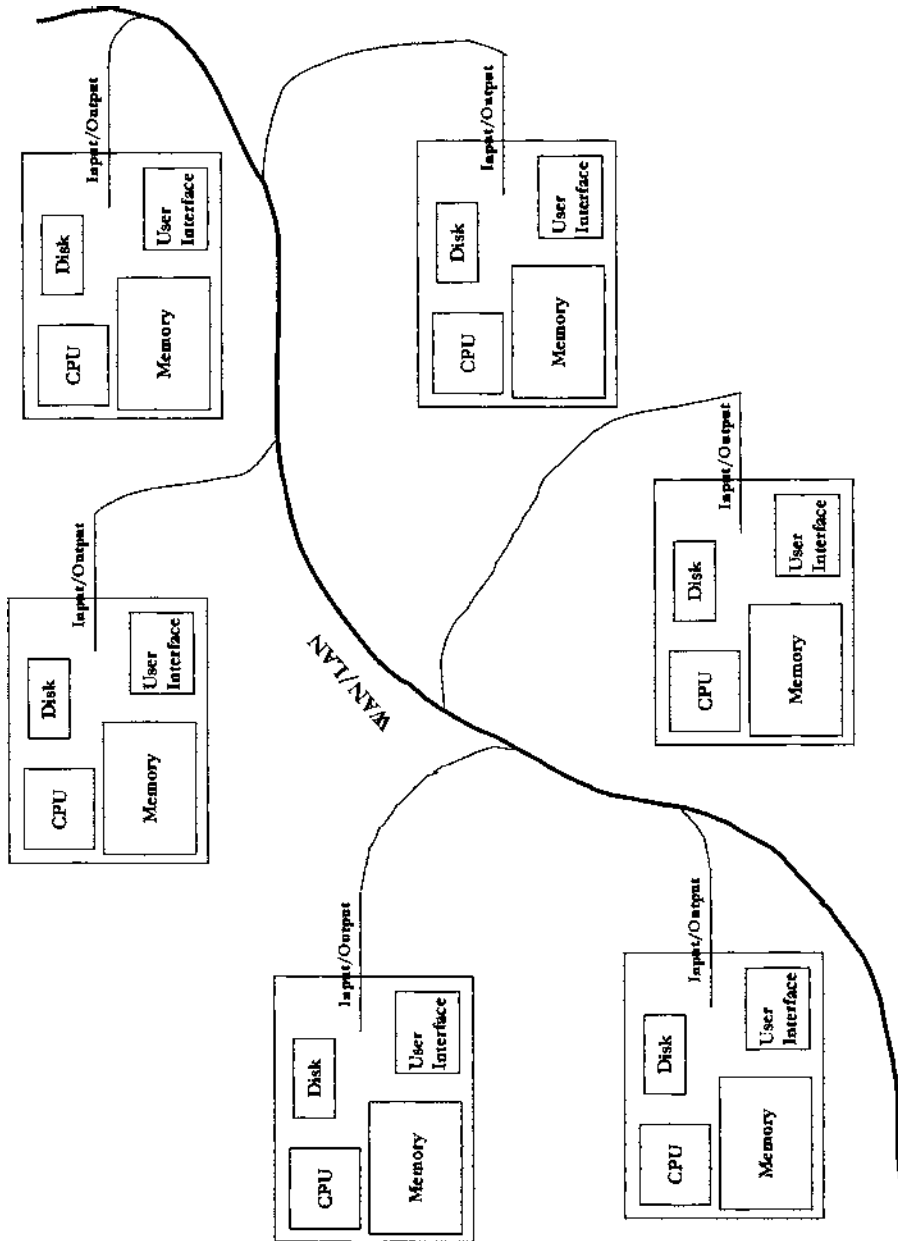 Input/Output
CPU
Disk
Memory
User
Interface
Input/Output
CPU
Disk
Memory
User
Interface
WAN/LAN
Input/Output
CPU
Disk
Memory
User
Interface
Input/Output
CPU
Disk
Memory
User
Interface
Input/Output
CPU
Disk
Memory
User
Interface
Input/Output
CPU
Disk
Memory
User
Interface